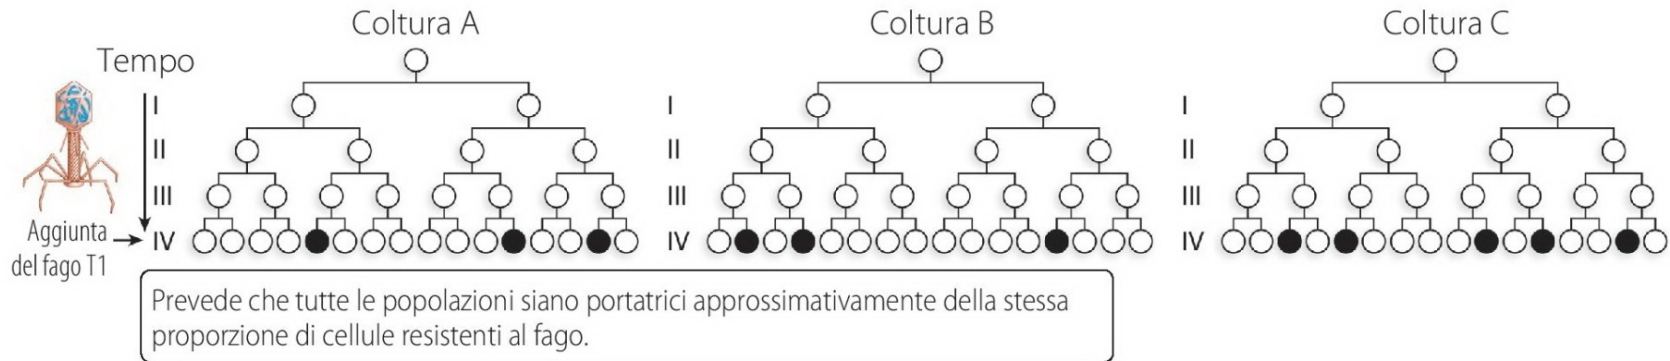 Coltura A
Coltura B
Coltura C
Tempo
I
I
I
II
II
II
III
III
III
Aggiunta
del fago T1
IV
IV
IV
Prevede che tutte le popolazioni siano portatrici approssimativamente della stessa
proporzione di cellule resistenti al fago.